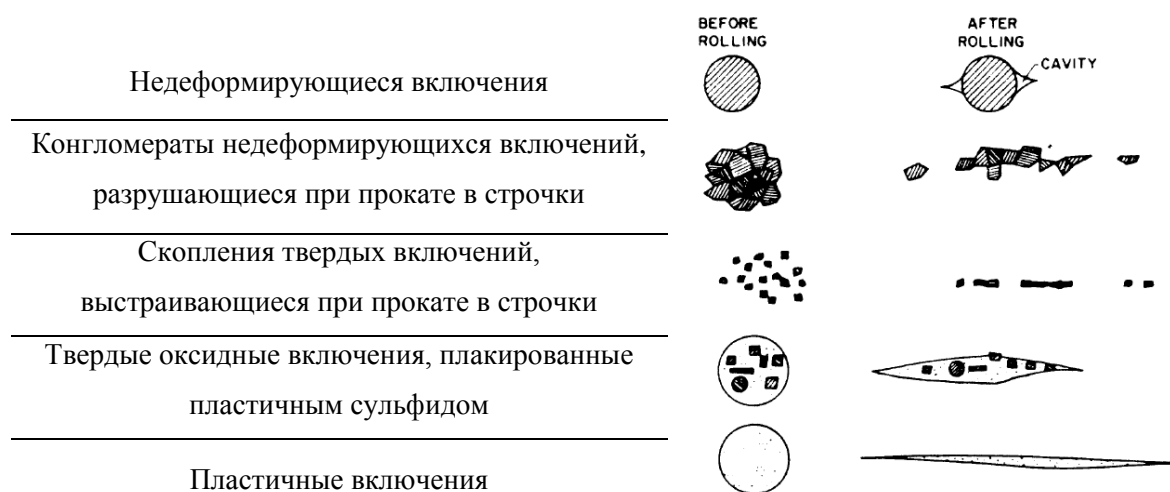 BEFORE
ROLLING
AFTER
ROLLING
CAVITY
Недеформирующиеся включения
Конгломераты недеформирующихся включений,
разрушающиеся при прокате в строчки
Скопления твердых включений,
выстраивающиеся при прокате в строчки
Твердые оксидные включения, плакированные
пластичным сульфидом
Пластичные включения